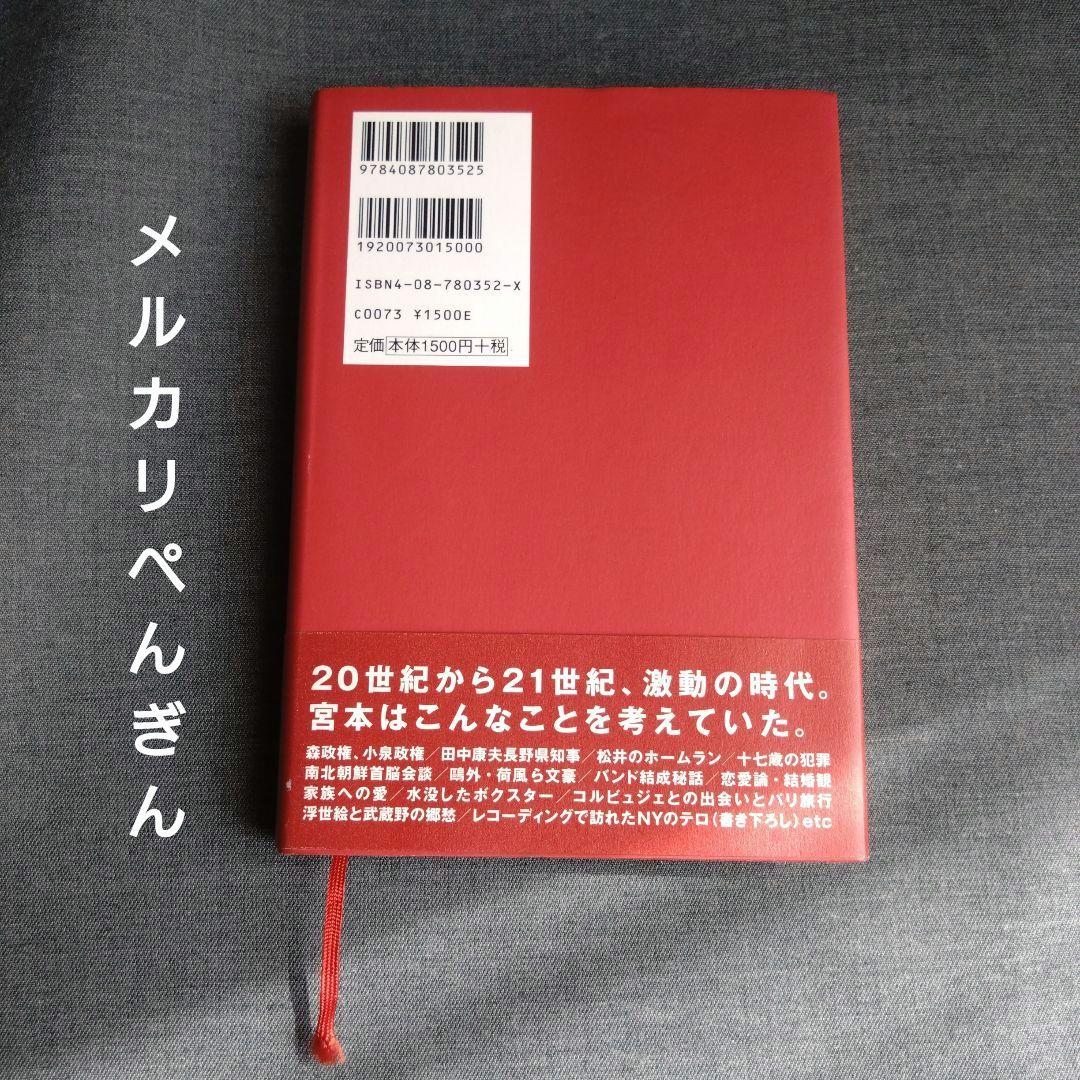 メルカリぺんぎん
9784087803525
1920073015000
ISBN4-08-780352-X
C0073 ¥1500E
定価 本体1500円+税
20世紀から21世紀、激動の時代。
宮本はこんなことを考えていた。
森政権、小泉政権/田中康夫長野県知事/松井のホームラン/十七歳の犯罪
南北朝鮮首脳会談/鷗外・荷風ら文豪/バンド結成秘話/恋愛論・結婚観
家族への愛/水没したボクスター/コルビュジェとの出会いとパリ旅行
浮世絵と武蔵野の郷愁/レコーディングで訪れたNYのテロ(書き下ろし)etc